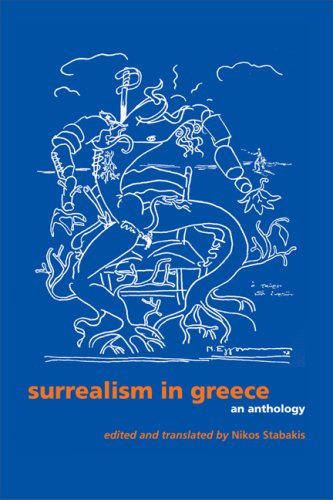 surrealism in greece
an anthology
edited and translated by Nikos Stabakis